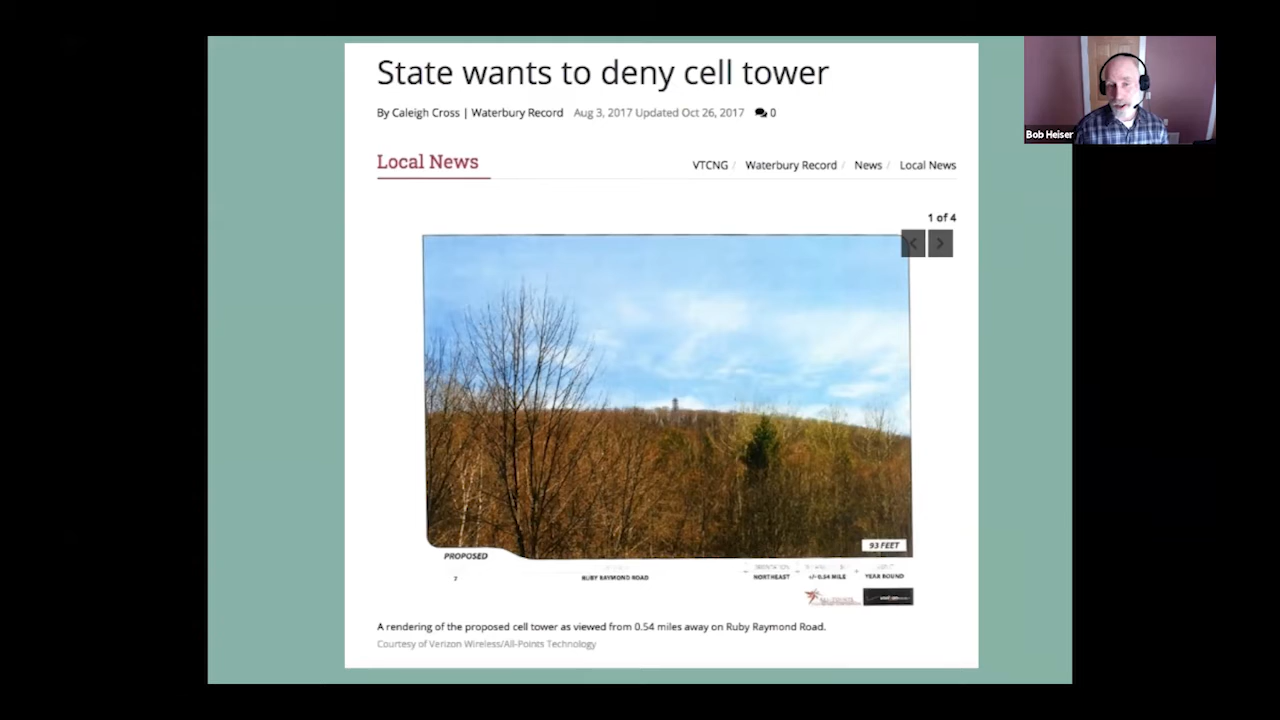 State wants to deny cell tower
By Caleigh Cross | Waterbury Record Aug 3, 2017 Updated Oct 26, 2017 0
Bob Heiser
Local News
VTCNG / Waterbury Record / News / Local News
1 of 4
93 FEET
PROPOSED
7 RUBY RAYMOND ROAD NORTHEAST +/- 0.54 MILE YEAR ROUND
A rendering of the proposed cell tower as viewed from 0.54 miles away on Ruby Raymond Road.
Courtesy of Verizon Wireless/All-Points Technology